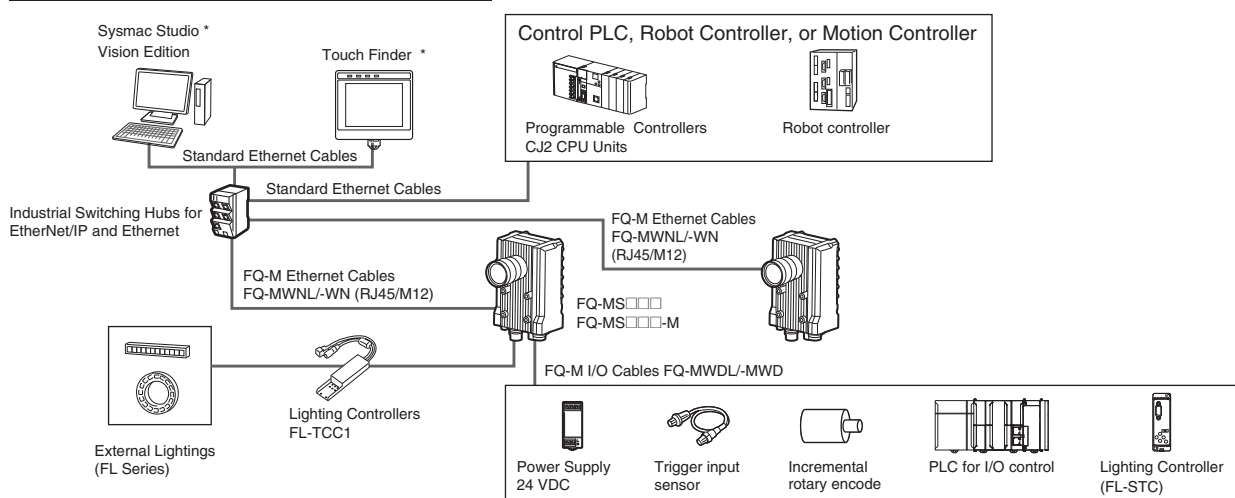 Sysmac Studio *
Vision Edition
Touch Finder *
Control PLC, Robot Controller, or Motion Controller
Programmable Controllers
CJ2 CPU Units
Robot controller
Standard Ethernet Cables
Standard Ethernet Cables
Industrial Switching Hubs for
EtherNet/IP and Ethernet
FQ-M Ethernet Cables
FQ-MWNL/-WN
(RJ45/M12)
FQ-M Ethernet Cables
FQ-MWNL/-WN (RJ45/M12)
FQ-MS□□□
FQ-MS□□□-M
FQ-M I/O Cables FQ-MWDL/-MWD
Lighting Controllers
FL-TCC1
External Lightings
(FL Series)
Power Supply
24 VDC
Trigger input
sensor
Incremental
rotary encode
PLC for I/O control
Lighting Controller
(FL-STC)